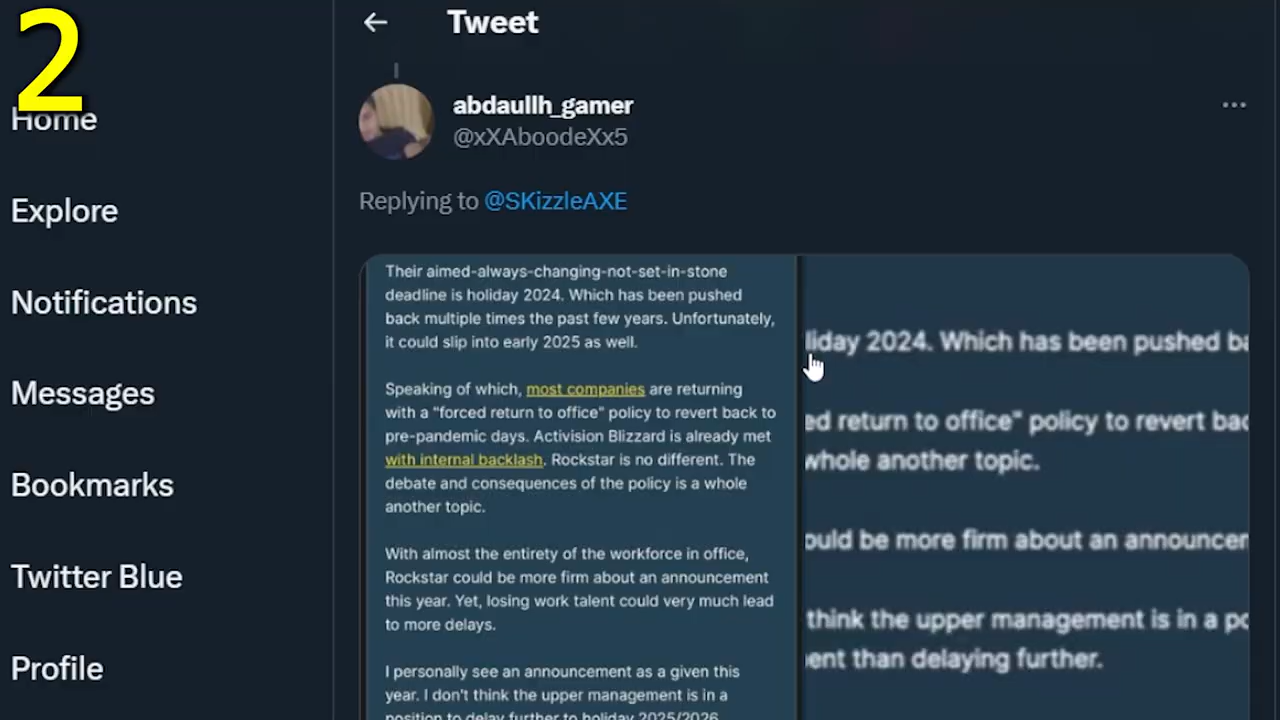 2
Tweet
Home
Explore
Notifications
Messages
Bookmarks
Twitter Blue
Profile
abdaullh_gamer
@xXAboodeXx5
Replying to @SKizzleAXE
Their aimed-always-changing-not-set-in-stone
deadline is holiday 2024. Which has been pushed
back multiple times the past few years. Unfortunately,
it could slip into early 2025 as well.
Speaking of which, most companies are returning
with a "forced return to office" policy to revert back to
pre-pandemic days. Activision Blizzard is already met
with internal backlash. Rockstar is no different. The
debate and consequences of the policy is a whole
another topic.
With almost the entirety of the workforce in office,
Rockstar could be more firm about an announcement
this year. Yet, losing work talent could very much lead
to more delays.
I personally see an announcement as a given this
year. I don't think the upper management is in a
position to delay further to holiday 2025/2026
2024. Which has been pushed
return to office" policy to revert
whole another topic.
be more firm about an
think the upper management is in a
than delaying further.